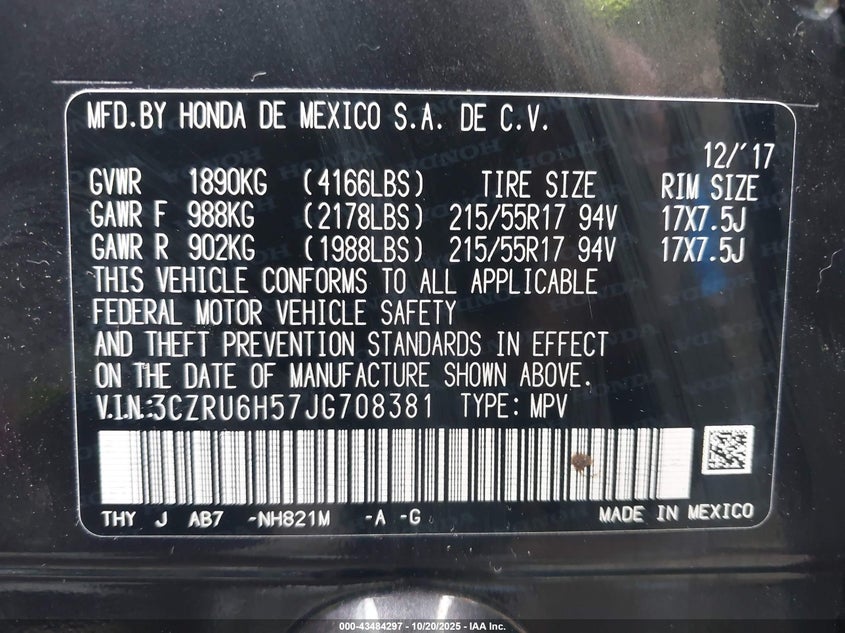 MFD.BY HONDA DE MEXICO S.A. DE C.V.
12/'17
GVWR 1890KG (4166LBS) TIRE SIZE RIM SIZE
GAWR F 988KG (2178LBS) 215/55R17 94V 17X7.5J
GAWR R 902KG (1988LBS) 215/55R17 94V 17X7.5J
THIS VEHICLE CONFORMS TO ALL APPLICABLE
FEDERAL MOTOR VEHICLE SAFETY
AND THEFT PREVENTION STANDARDS IN EFFECT
ON THE DATE OF MANUFACTURE SHOWN ABOVE.
V.I.N:3CZRU6H57JG708381 TYPE: MPV
THY J AB7 -NH821M -A -G MADE IN MEXICO
000-43484297 - 10/20/2025 - IAA Inc.